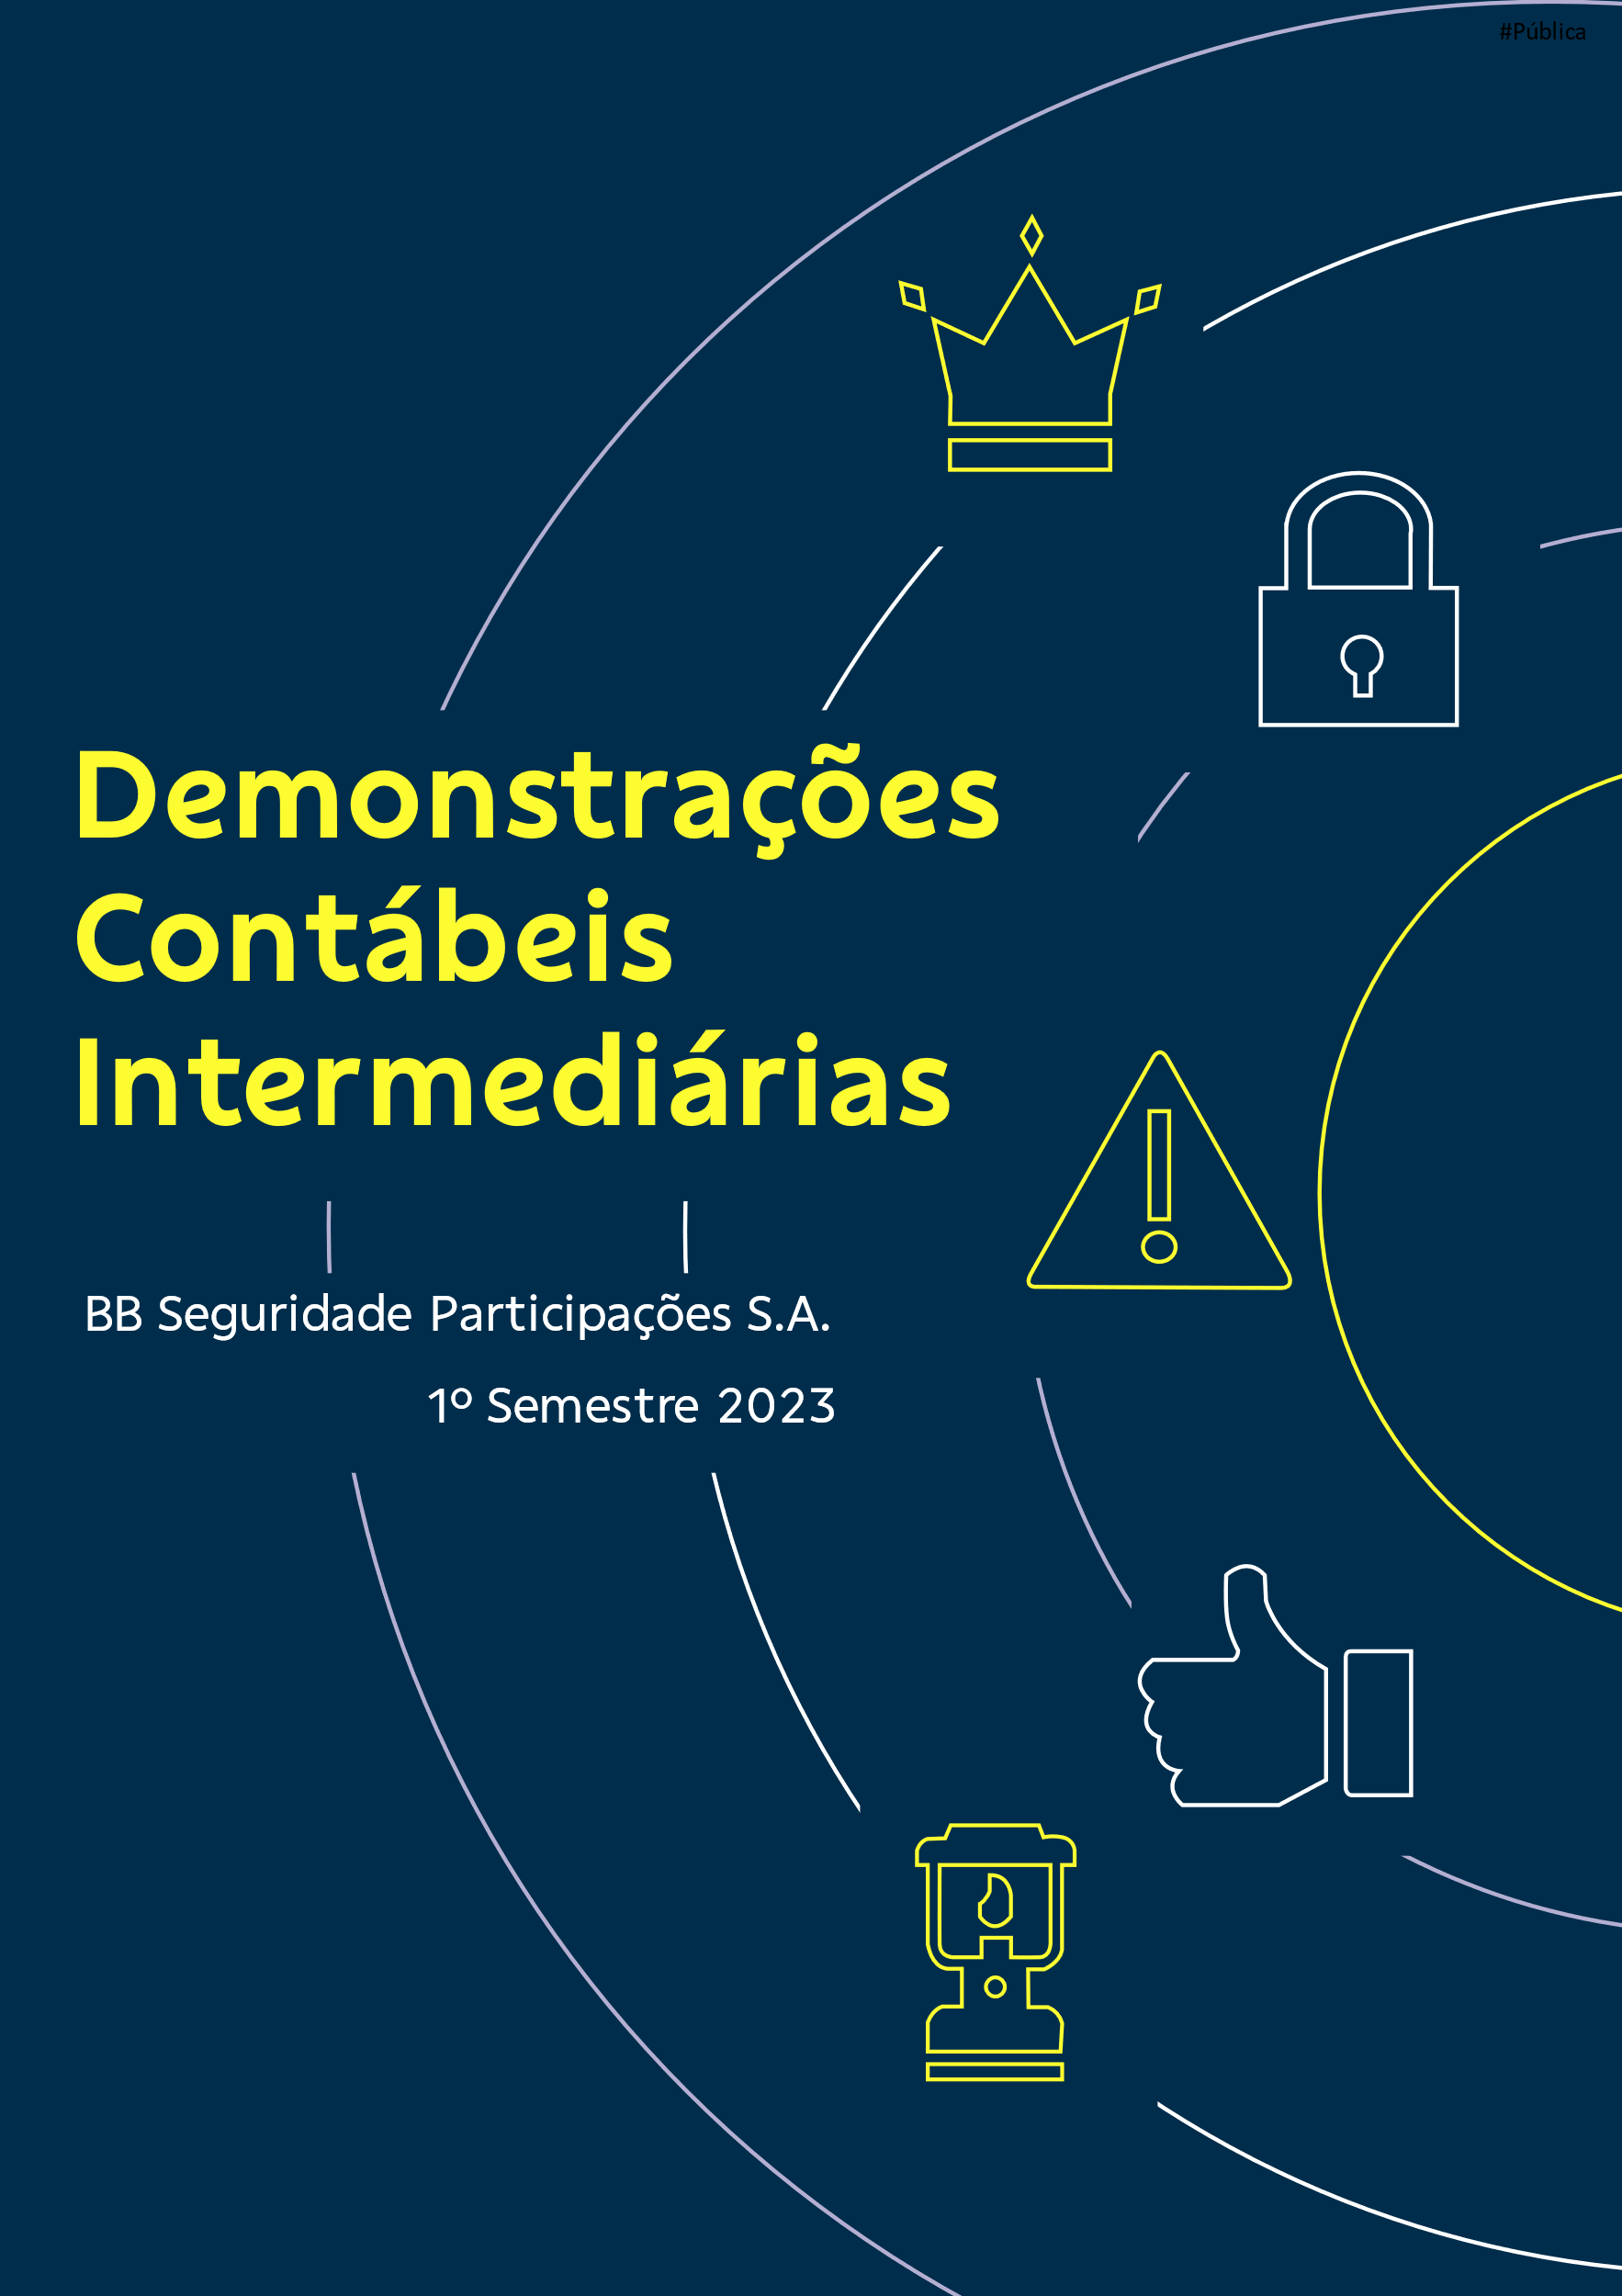 #Pública
Demonstrações
Contábeis
Intermediárias
BB Seguridade Participações S.A.
1º Semestre 2023